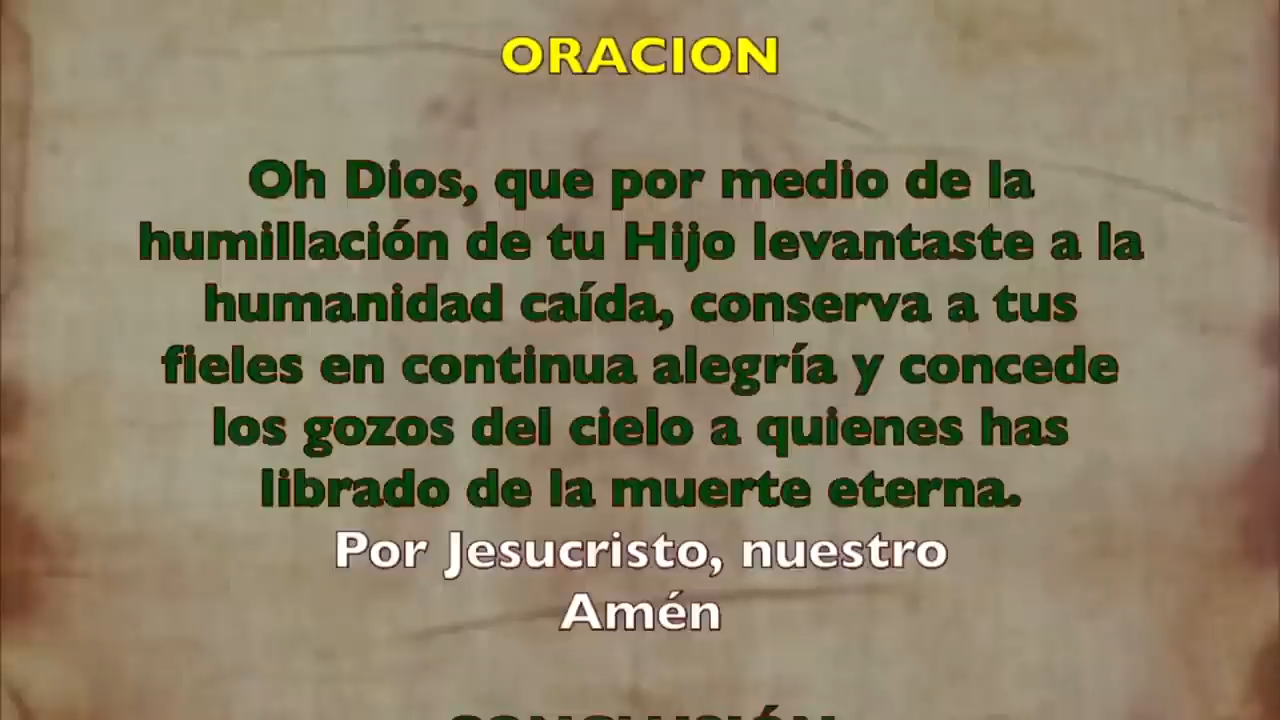 ORACION
Oh Dios, que por medio de la
humillación de tu Hijo levantaste a la
humanidad caída, conserva a tus
fieles en continua alegría y concede
los gozos del cielo a quienes has
librado de la muerte eterna.
Por Jesucristo, nuestro
Amén
CONCLUSIÓN